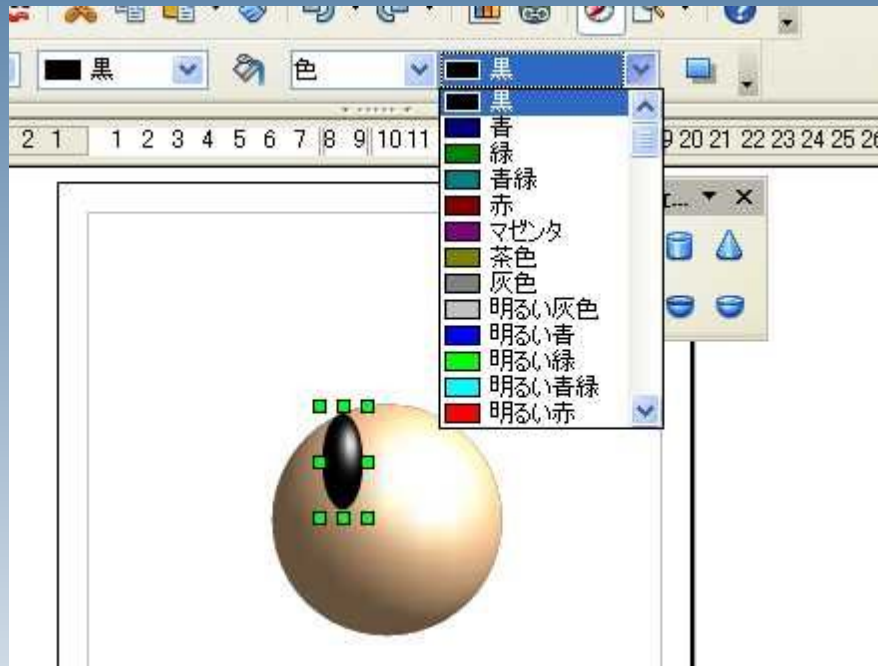 黒 色 黒
2 1 1 2 3 4 5 6 7 8 9 10 11 9 20 21 22 23 24 25 26
黒
青
緑
青緑
赤
マゼンタ
茶色
灰色
明るい灰色
明るい青
明るい緑
明るい青緑
明るい赤